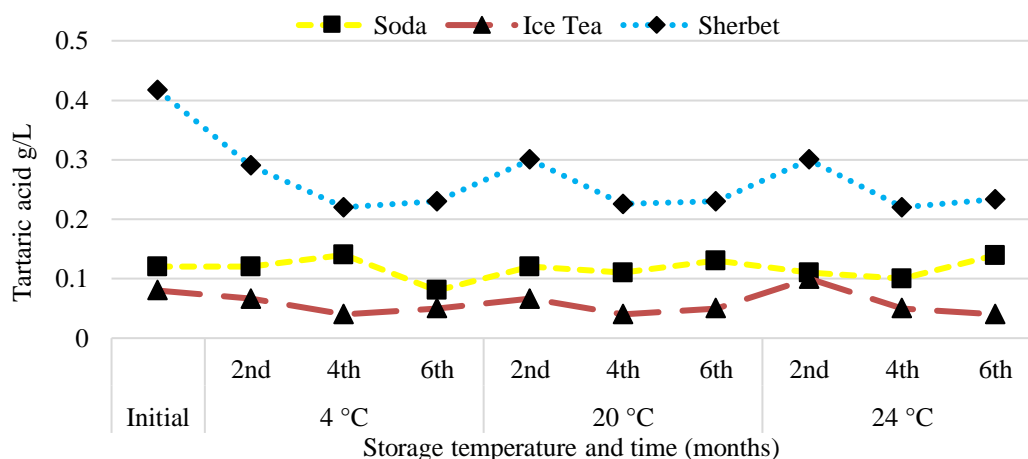 Soda Ice Tea Sherbet
0.5
0.4
0.3
0.2
0.1
0
Tartaric acid g/L
2nd 4th 6th 2nd 4th 6th 2nd 4th 6th
Initial 4 °C 20 °C 24 °C
Storage temperature and time (months)